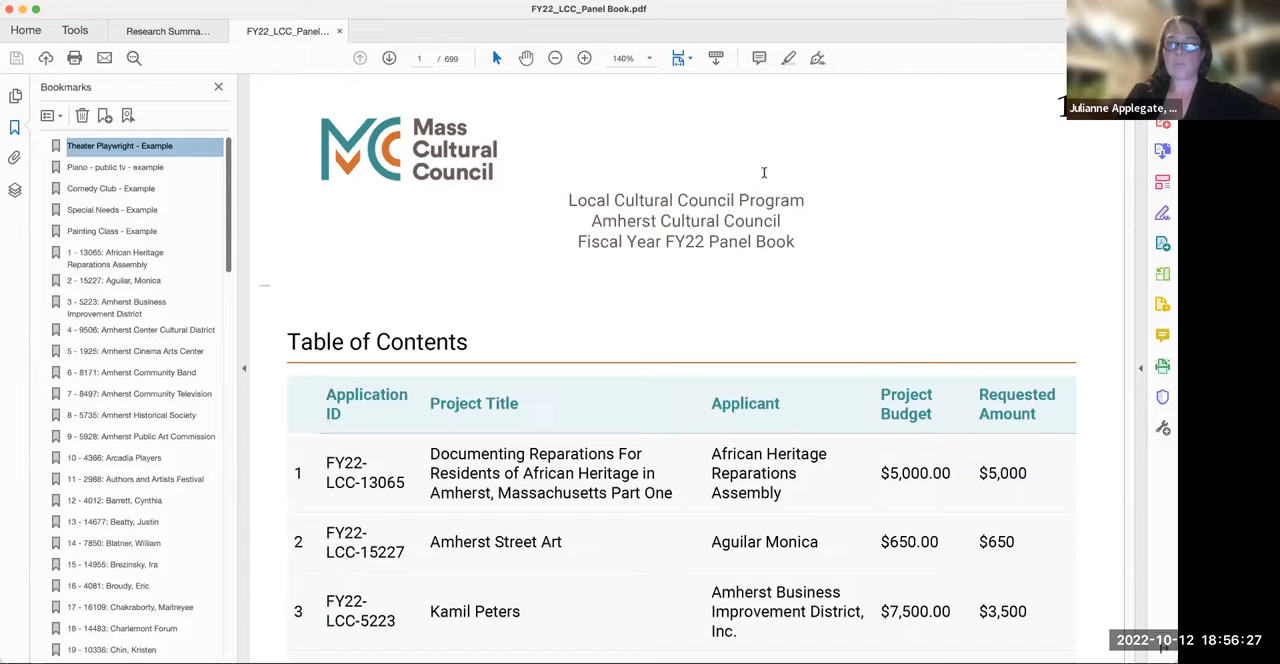 FY22_LCC_Panel Book.pdf
Home Tools Research Summa... FY22_LCC_Panel... ×
1 / 699 140%
Julianne Applegate, ...
Bookmarks
Theater Playwright - Example
Piano - public tv - example
Comedy Club - Example
Special Needs - Example
Painting Class - Example
1 - 13065: African Heritage
Reparations Assembly
2 - 15227: Aguilar, Monica
3 - 5223: Amherst Business
Improvement District
4 - 9506: Amherst Center Cultural District
5 - 1925: Amherst Cinema Arts Center
6 - 8171: Amherst Community Band
7 - 8497: Amherst Community Television
8 - 5735: Amherst Historical Society
9 - 5928: Amherst Public Art Commission
10 - 4366: Arcadia Players
11 - 2988: Authors and Artists Festival
12 - 4012: Barrett, Cynthia
13 - 14677: Beatty, Justin
14 - 7850: Blatner, William
15 - 14955: Brezinsky, Ira
16 - 4081: Broudy, Eric
17 - 16109: Chakraborty, Maitreyee
18 - 14483: Charlemont Forum
19 - 10336: Chin, Kristen
MC
Mass
Cultural
Council
Local Cultural Council Program
Amherst Cultural Council
Fiscal Year FY22 Panel Book
Table of Contents
Application ID Project Title Applicant Project Budget Requested Amount
1 FY22-LCC-13065 Documenting Reparations For Residents of African Heritage in Amherst, Massachusetts Part One African Heritage Reparations Assembly $5,000.00 $5,000
2 FY22-LCC-15227 Amherst Street Art Aguilar Monica $650.00 $650
3 FY22-LCC-5223 Kamil Peters Amherst Business Improvement District, Inc. $7,500.00 $3,500
2022-10-12 18:56:27